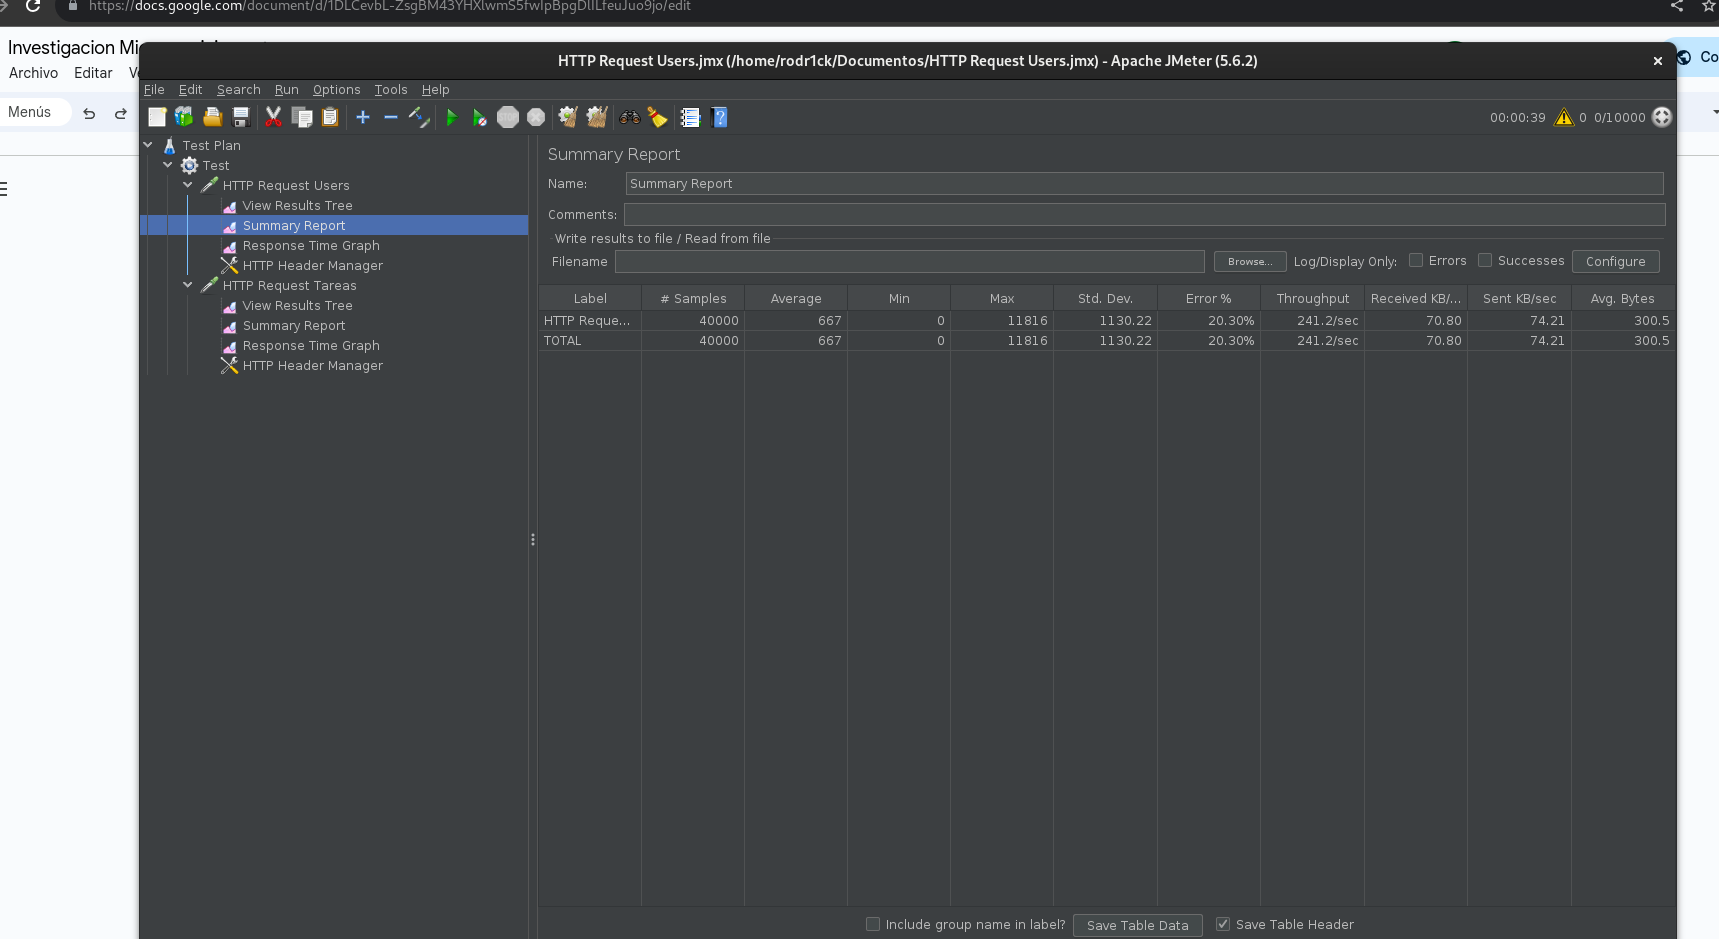 https://docs.google.com/document/d/1DLCevbL-ZsgBM43YHXlwmS5fwIpBpgDlILfeuJuo9jo/edit
Investigacion Mi
Archivo Editar V
Co
Menús
HTTP Request Users.jmx (/home/rodr1ck/Documentos/HTTP Request Users.jmx) - Apache JMeter (5.6.2)
File Edit Search Run Options Tools Help
00:00:39 0 0/10000
Test Plan
Test
HTTP Request Users
View Results Tree
Summary Report
Response Time Graph
HTTP Header Manager
HTTP Request Tareas
View Results Tree
Summary Report
Response Time Graph
HTTP Header Manager
Summary Report
Name: Summary Report
Comments:
Write results to file / Read from file
Filename Browse... Log/Display Only: Errors Successes Configure
Label # Samples Average Min Max Std. Dev. Error % Throughput Received KB/... Sent KB/sec Avg. Bytes
HTTP Reque... 40000 667 0 11816 1130.22 20.30% 241.2/sec 70.80 74.21 300.5
TOTAL 40000 667 0 11816 1130.22 20.30% 241.2/sec 70.80 74.21 300.5
Include group name in label? Save Table Data Save Table Header